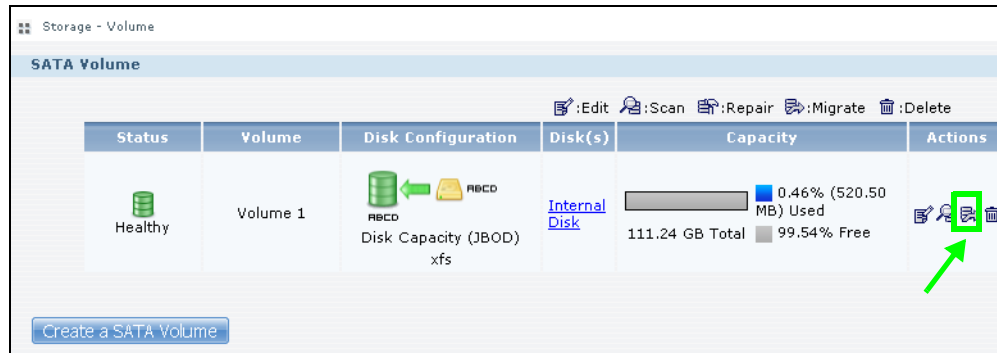 Storage - Volume
SATA Volume
:Edit :Scan :Repair :Migrate :Delete
Status Volume Disk Configuration Disk(s) Capacity Actions
ABCD
ABCD
Healthy
Volume 1
Disk Capacity (JBOD)
xfs
Internal
Disk
0.46% (520.50
MB) Used
111.24 GB Total 99.54% Free
Create a SATA Volume